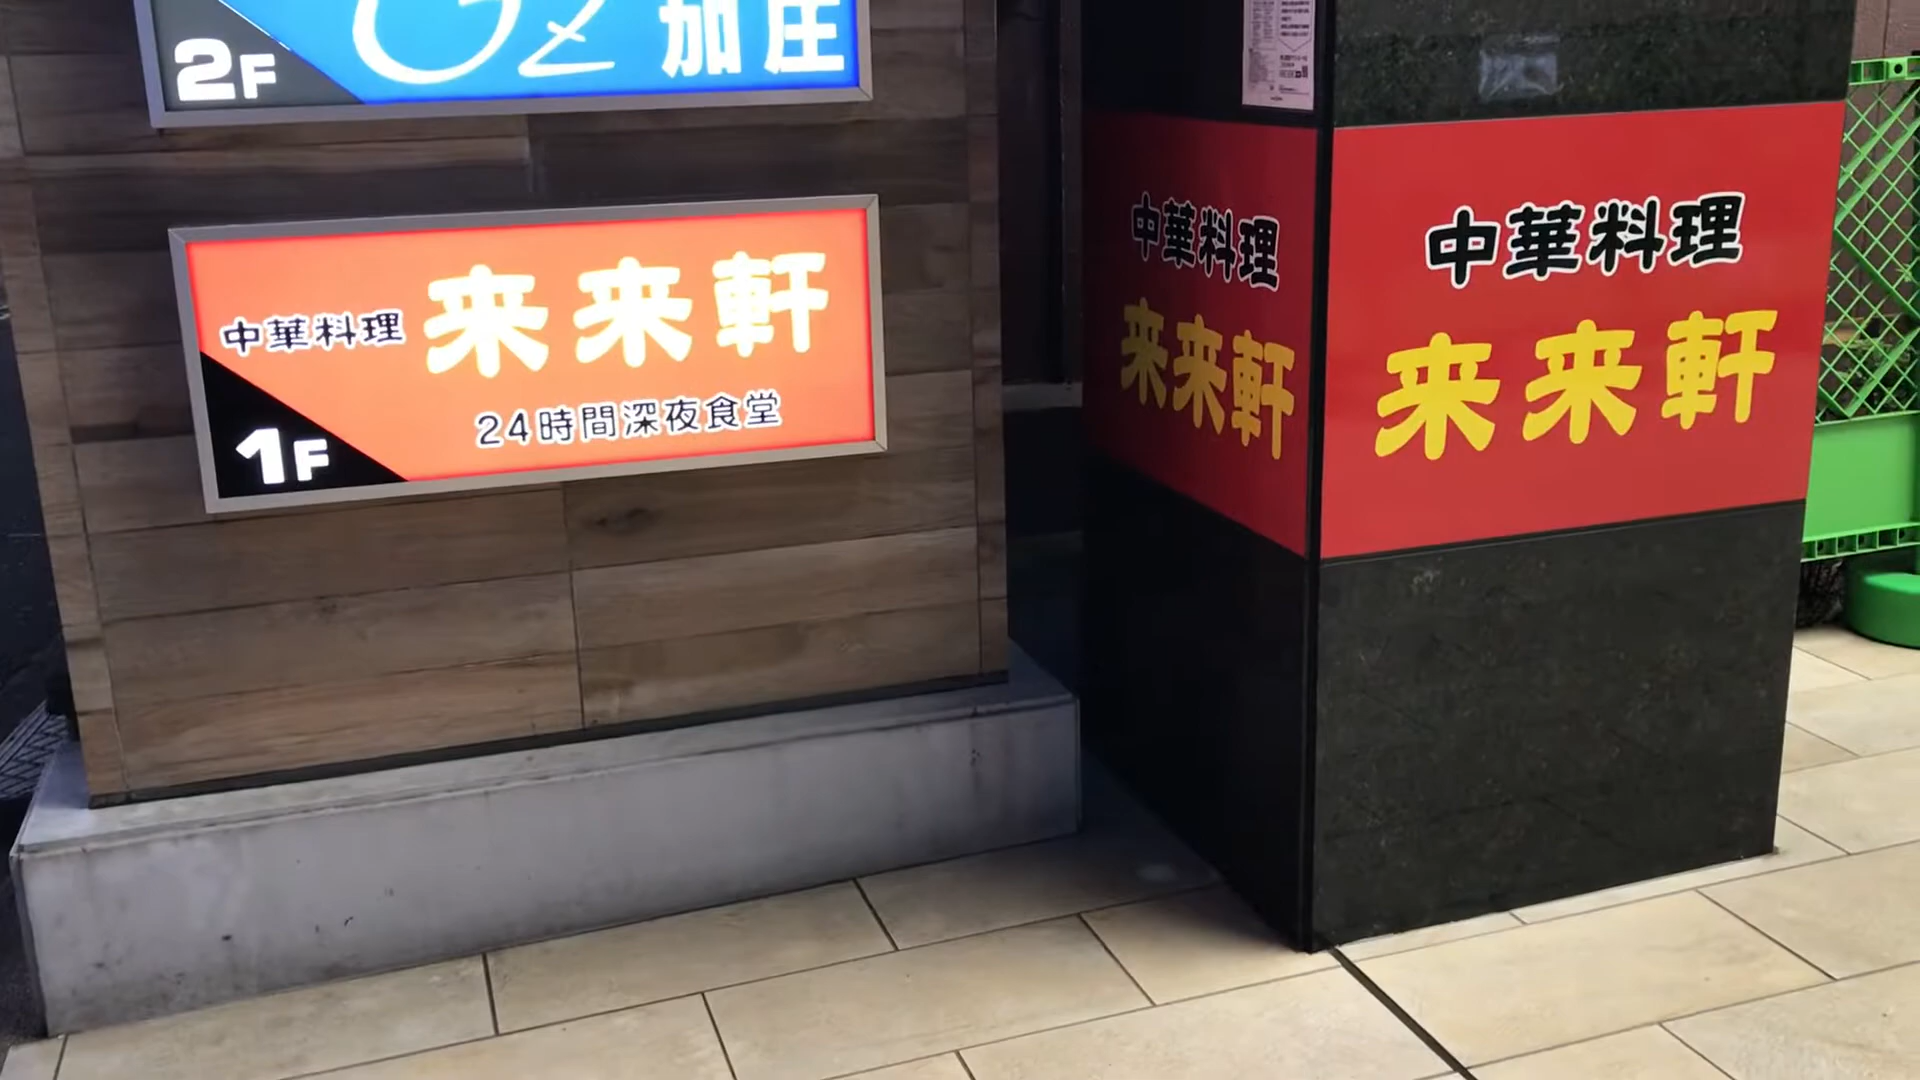 2F
加圧
中華料理
来来軒
24時間深夜食堂
1F
中華料理
来来軒
中華料理
来来軒